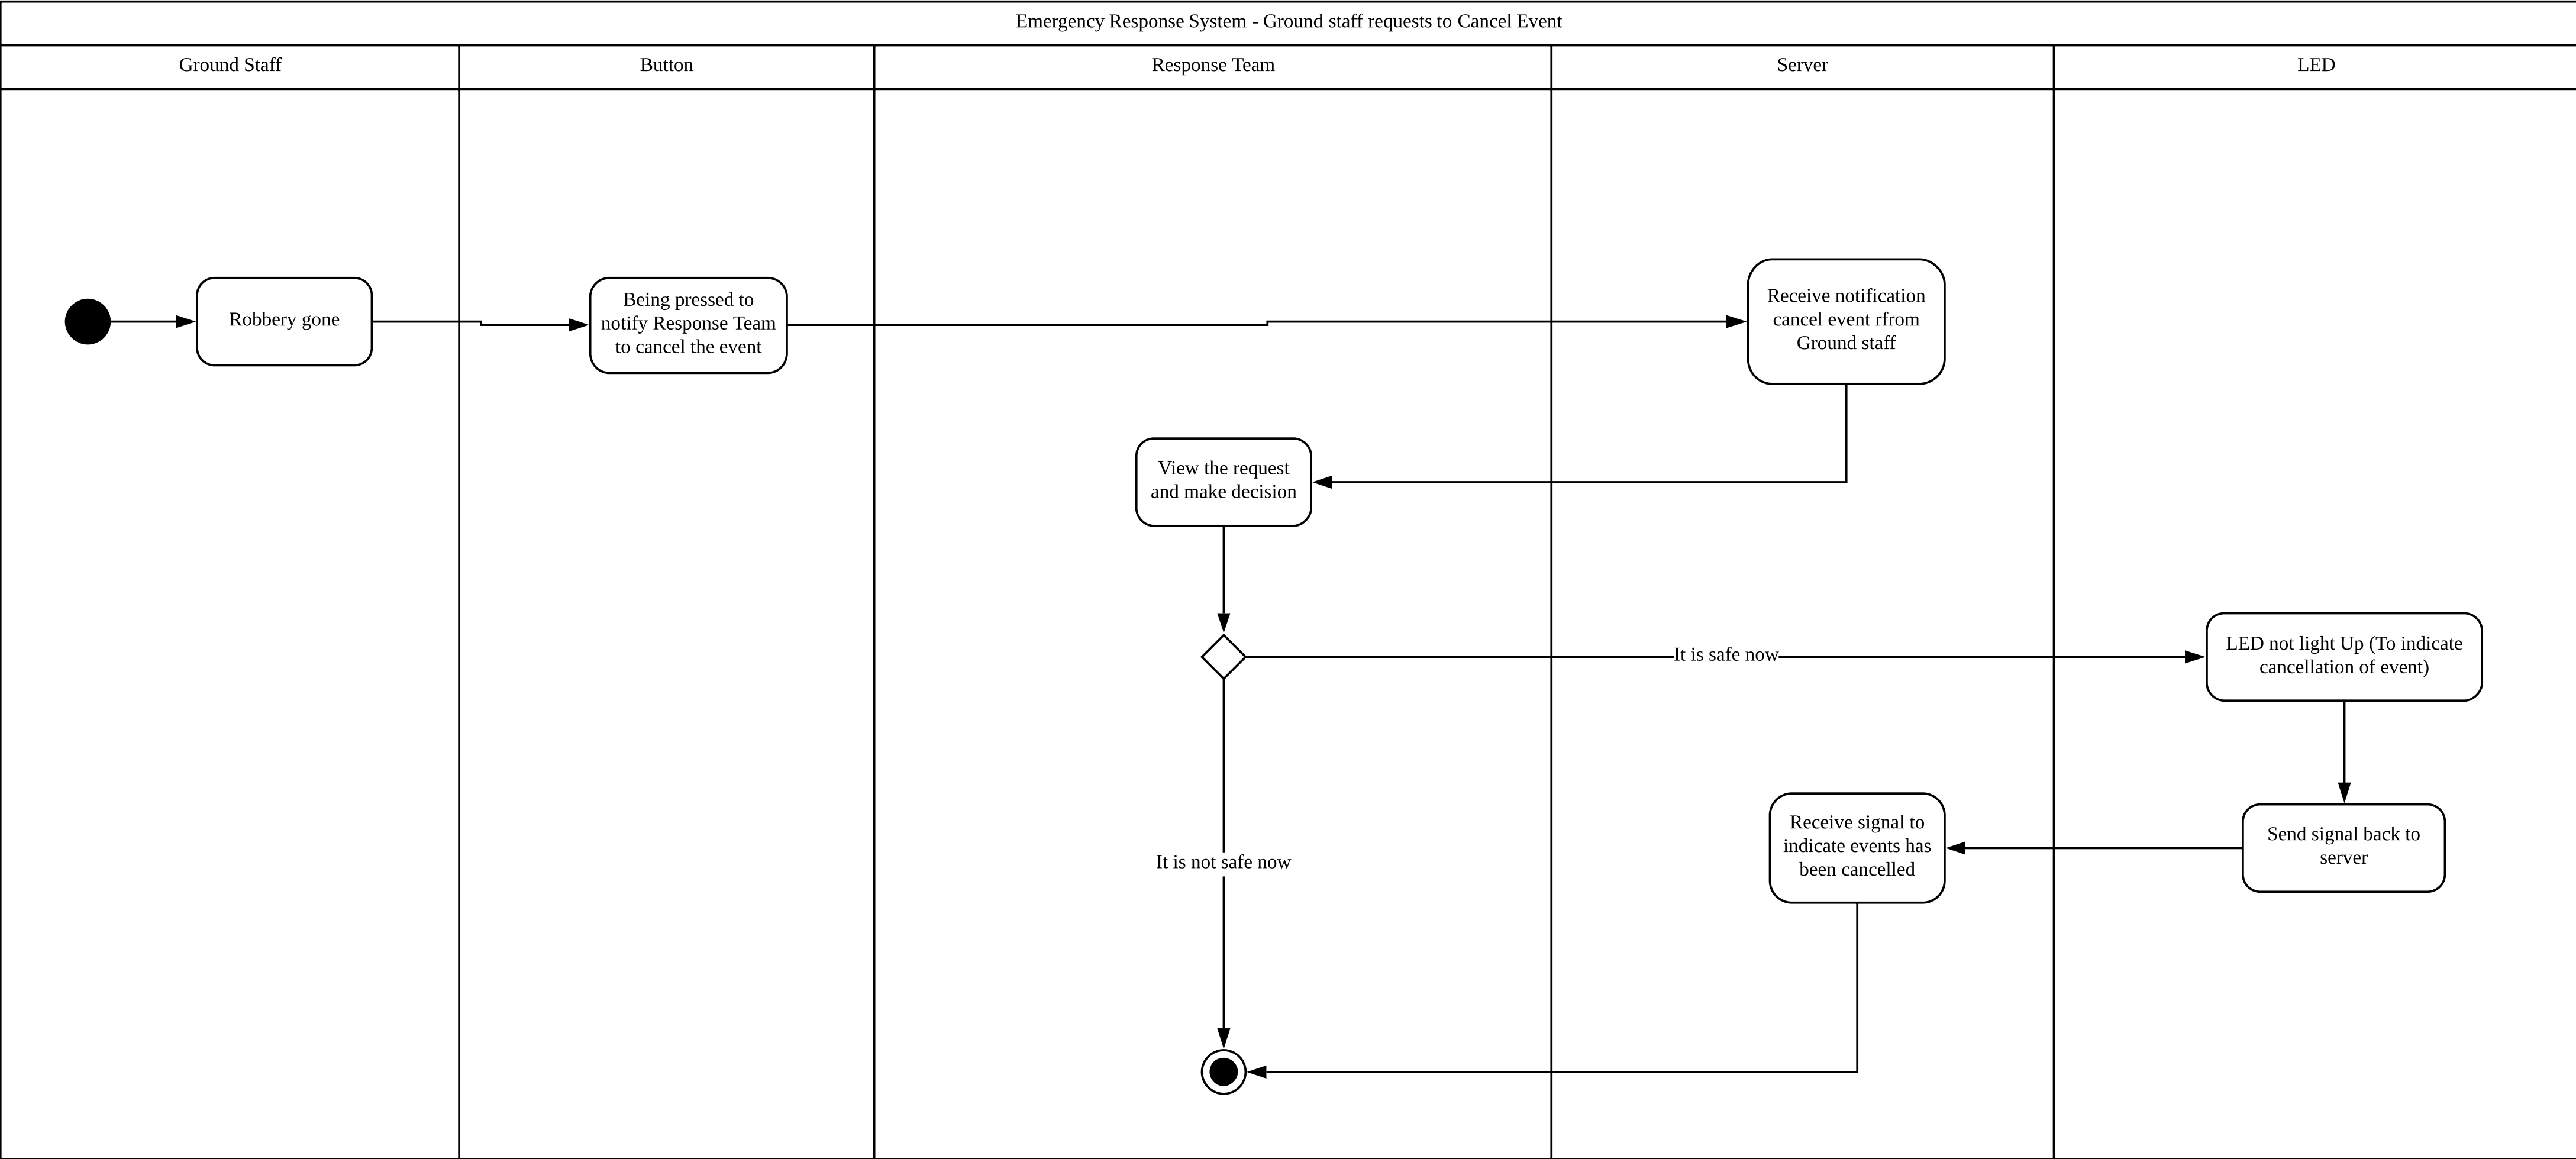 Emergency Response System - Ground staff requests to Cancel Event
Ground Staff
Button
Response Team
Server
LED
Robbery gone
Being pressed to
notify Response Team
to cancel the event
Receive notification
cancel event rfrom
Ground staff
View the request
and make decision
It is safe now
LED not light Up (To indicate
cancellation of event)
Receive signal to
indicate events has
been cancelled
Send signal back to
server
It is not safe now